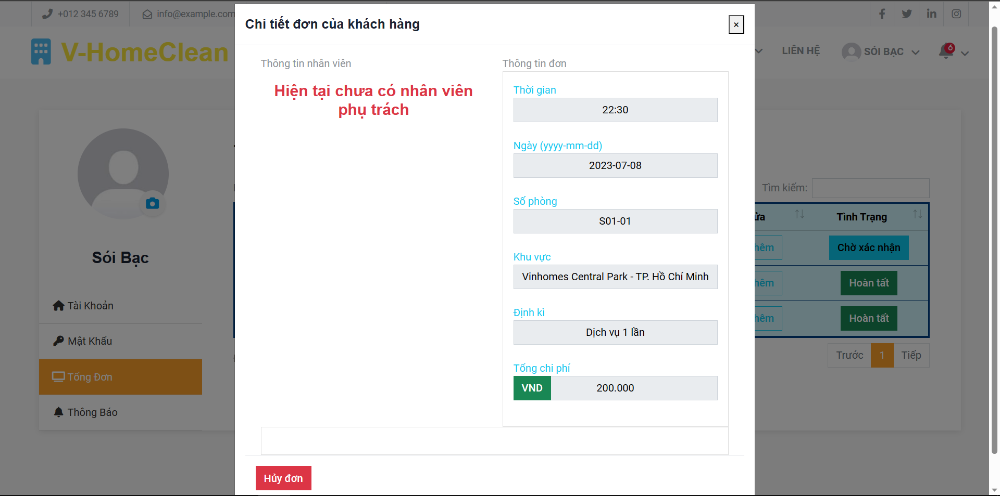 +012 345 6789
info@example.com
V-HomeClean
LIÊN HỆ
SÓI BẠC
6
Sói Bạc
Tài Khoản
Mật Khẩu
Tổng Đơn
Thông Báo
Chi tiết đơn của khách hàng
×
Thông tin nhân viên
Hiện tại chưa có nhân viên
phụ trách
Thông tin đơn
Thời gian
22:30
Ngày (yyyy-mm-dd)
2023-07-08
Số phòng
S01-01
Khu vực
Vinhomes Central Park - TP. Hồ Chí Minh
Định kì
Dịch vụ 1 lần
Tổng chi phí
VND 200.000
Hủy đơn
Tìm kiếm:
Tình Trạng
Chờ xác nhận
Hoàn tất
Hoàn tất
Trước 1 Tiếp